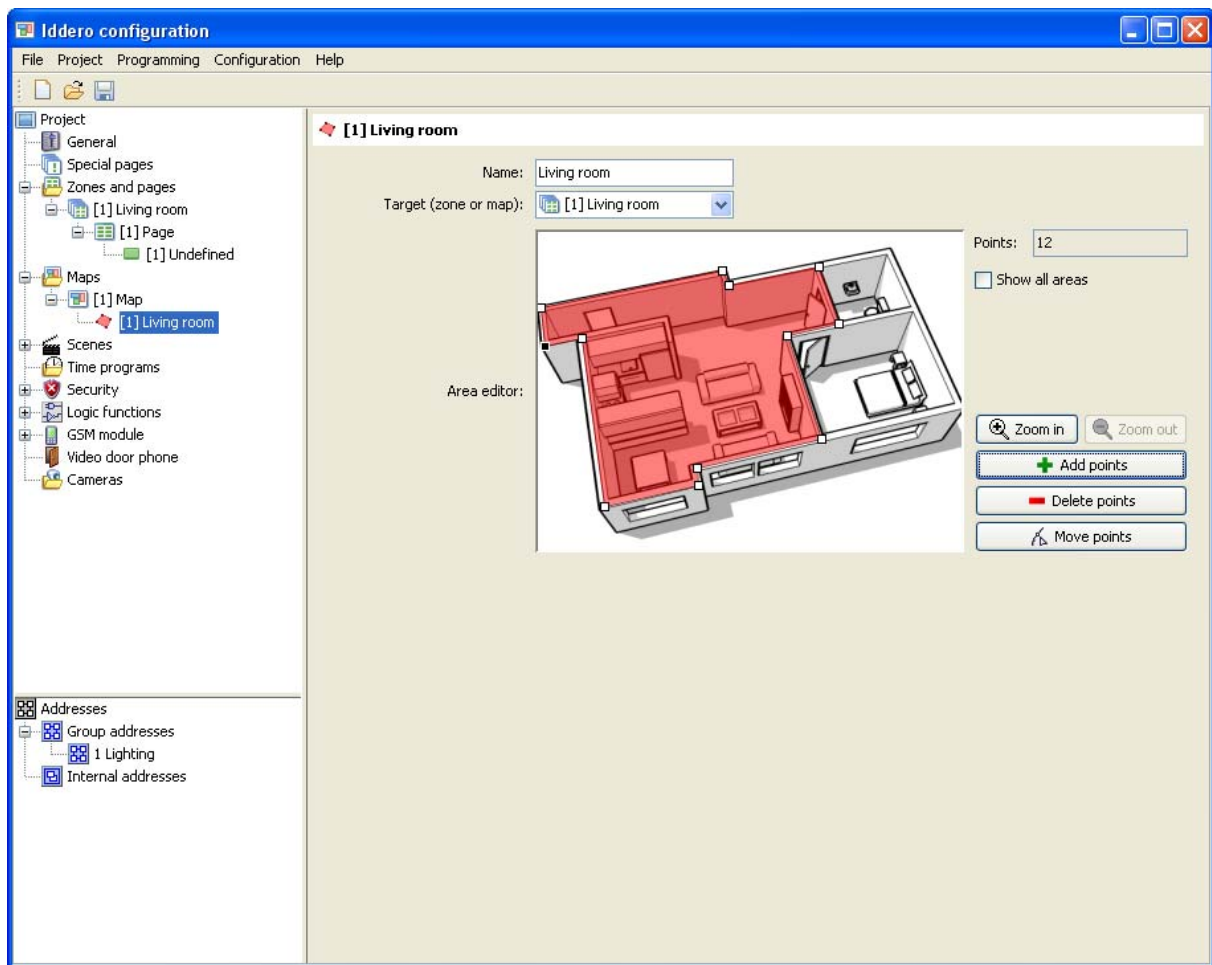 Iddero configuration
File Project Programming Configuration Help
Project
General
Special pages
Zones and pages
[1] Living room
[1] Page
[1] Undefined
Maps
[1] Map
[1] Living room
Scenes
Time programs
Security
Logic functions
GSM module
Video door phone
Cameras
Addresses
Group addresses
1 Lighting
Internal addresses
[1] Living room
Name: Living room
Target (zone or map): [1] Living room
Area editor:
Points: 12
Show all areas
Zoom in Zoom out
Add points
Delete points
Move points